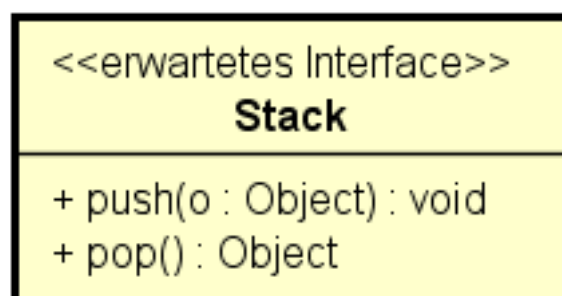 <<erwartetes Interface>>
Stack
+ push(o : Object) : void
+ pop() : Object